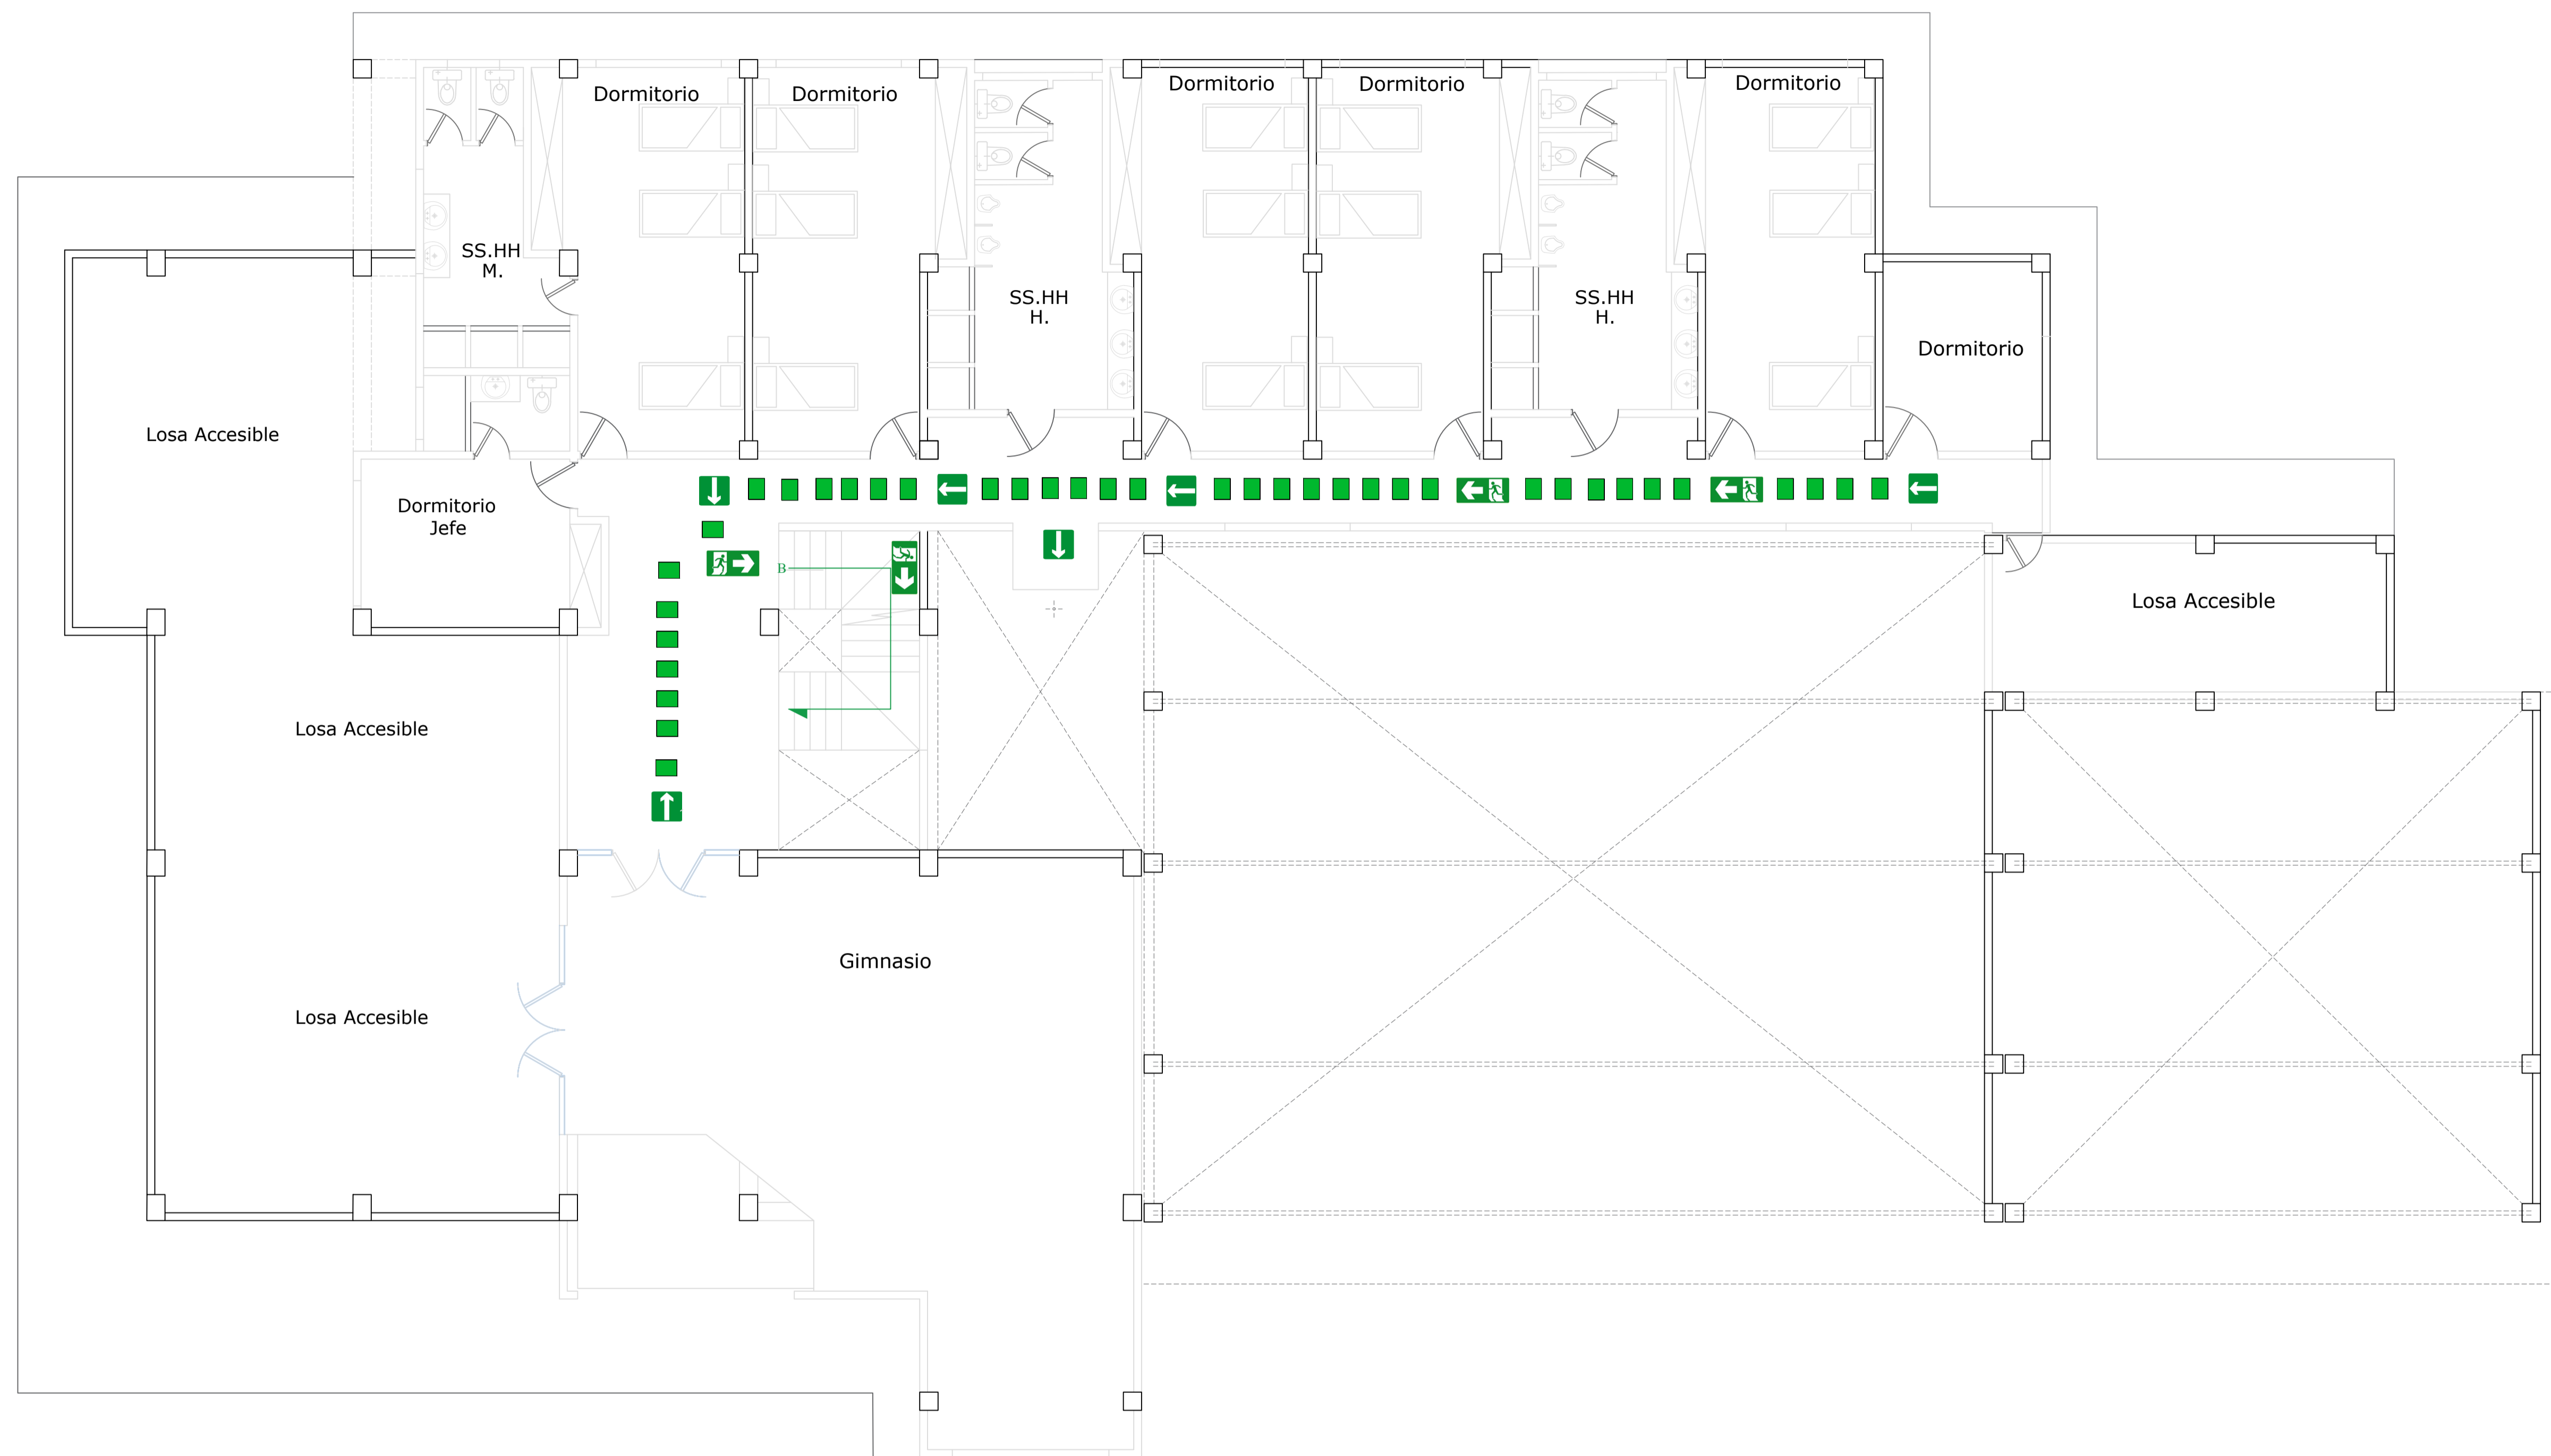 Dormitorio
Dormitorio
Dormitorio
Dormitorio
Dormitorio
SS.HH
M.
SS.HH
H.
SS.HH
H.
Dormitorio
Losa Accesible
Dormitorio
Jefe
B
Losa Accesible
Losa Accesible
Gimnasio
Losa Accesible